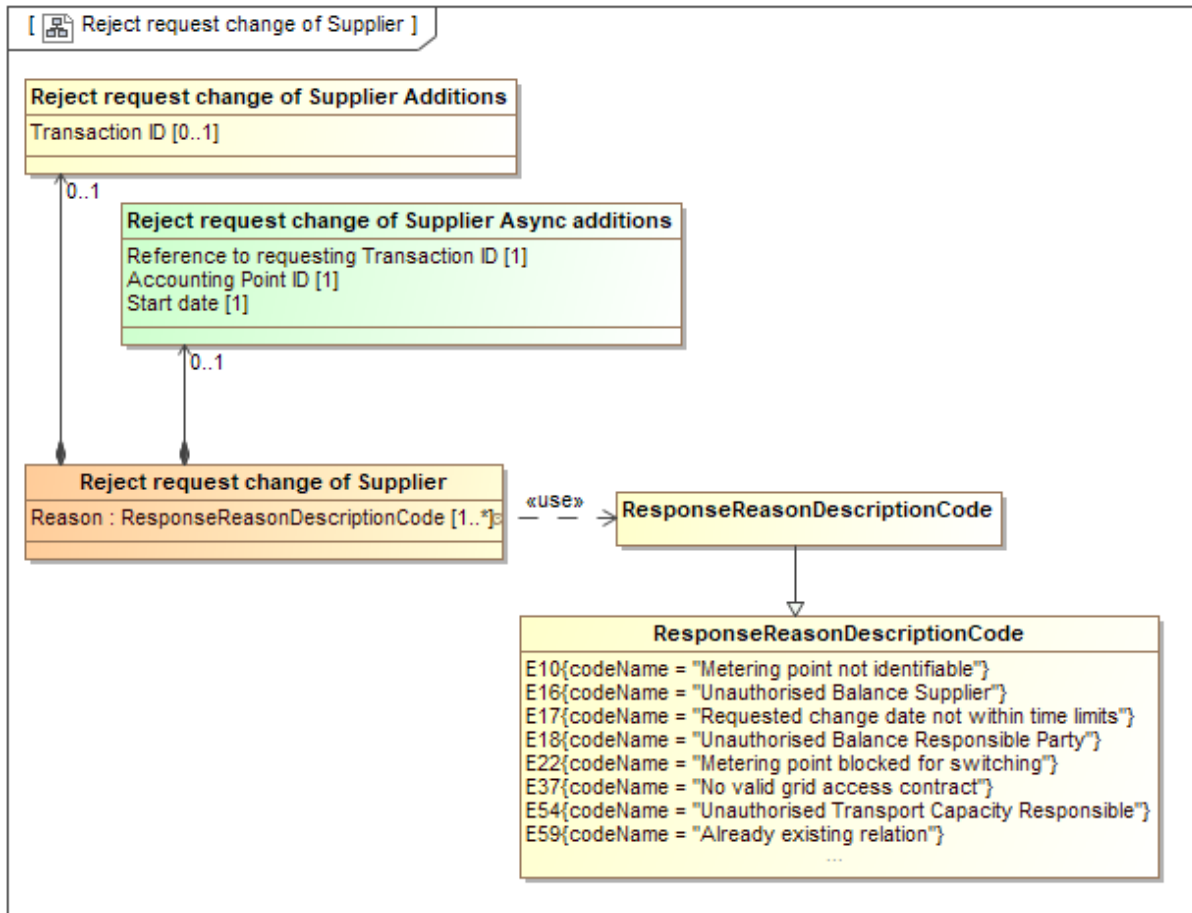 [ Reject request change of Supplier ]
Reject request change of Supplier Additions
Transaction ID [0..1]
0..1
Reject request change of Supplier Async additions
Reference to requesting Transaction ID [1]
Accounting Point ID [1]
Start date [1]
0..1
Reject request change of Supplier
Reason : ResponseReasonDescriptionCode [1..*]
«use»
ResponseReasonDescriptionCode
ResponseReasonDescriptionCode
E10{codeName = "Metering point not identifiable"}
E16{codeName = "Unauthorised Balance Supplier"}
E17{codeName = "Requested change date not within time limits"}
E18{codeName = "Unauthorised Balance Responsible Party"}
E22{codeName = "Metering point blocked for switching"}
E37{codeName = "No valid grid access contract"}
E54{codeName = "Unauthorised Transport Capacity Responsible"}
E59{codeName = "Already existing relation"}
...